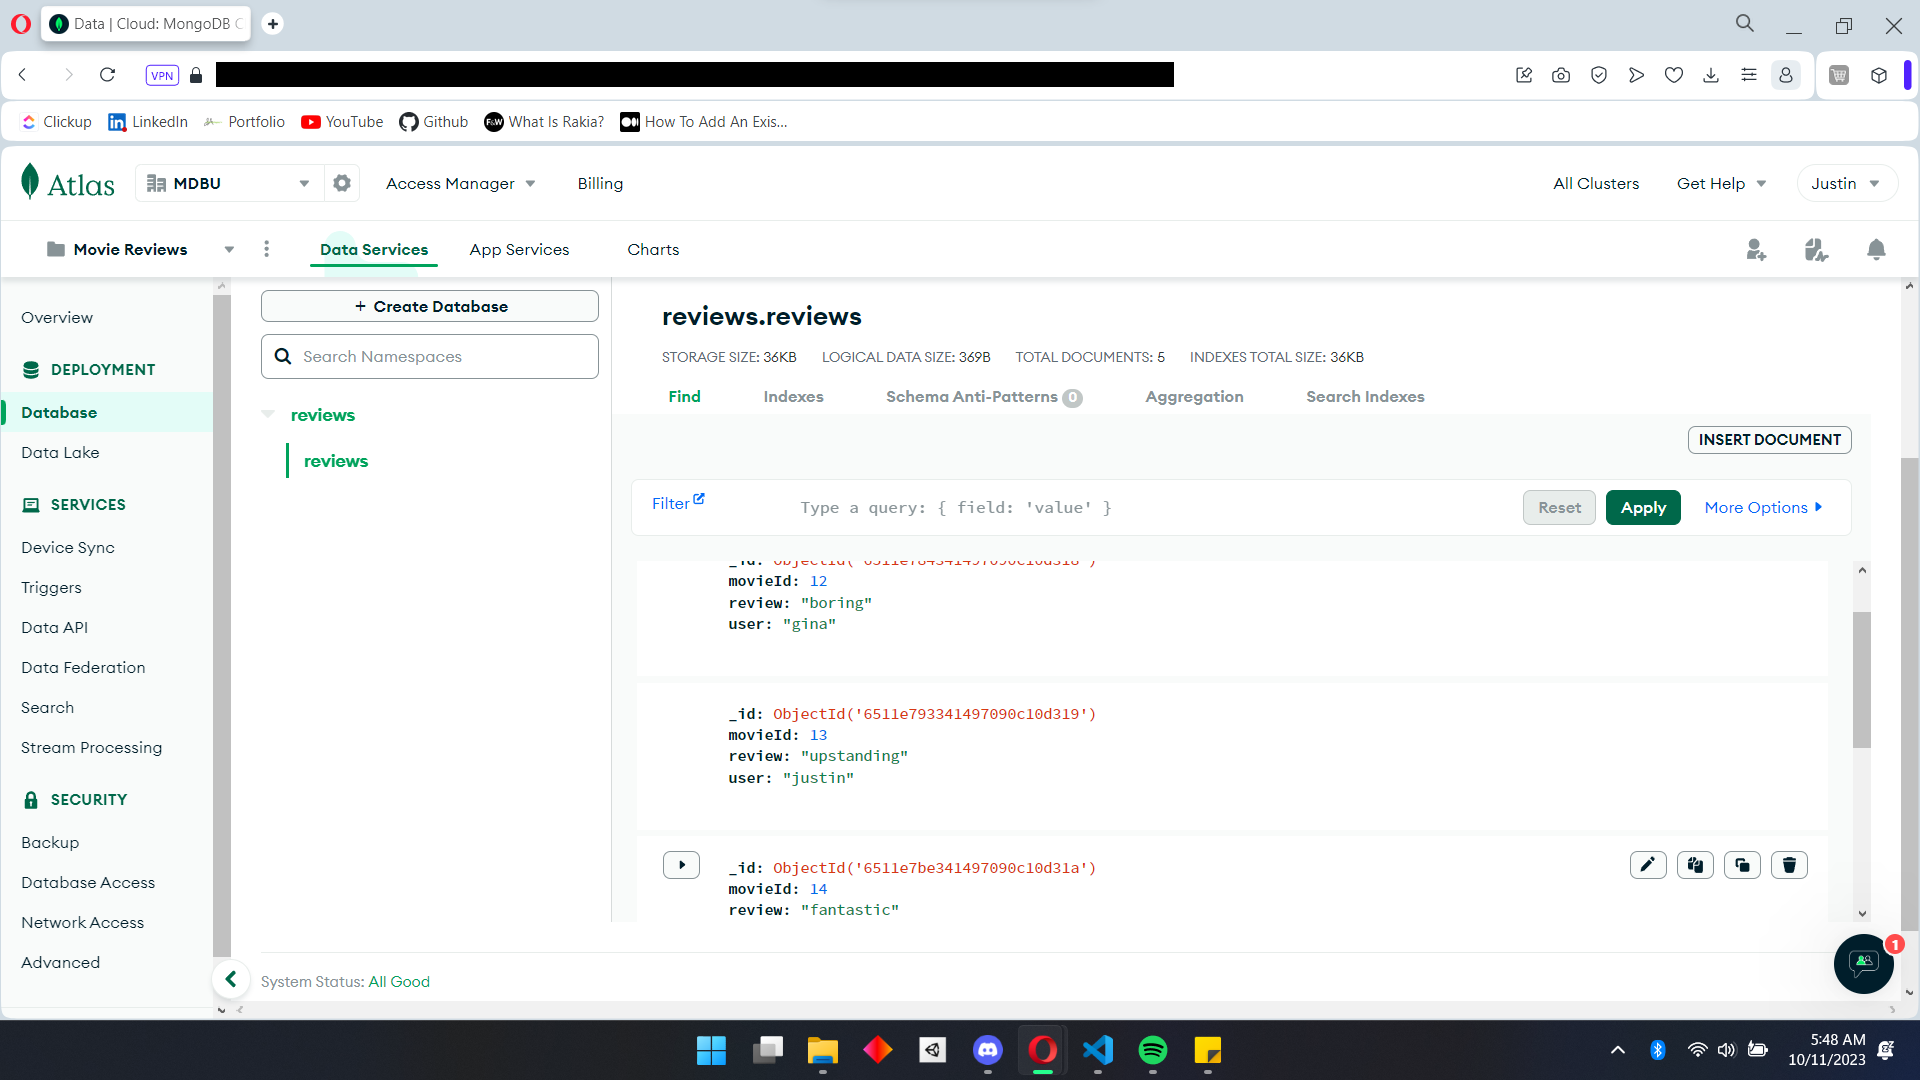 Data | Cloud: MongoDB C
VPN
Clickup
LinkedIn
Portfolio
YouTube
Github
What Is Rakia?
How To Add An Exis...
Atlas
MDBU
Access Manager
Billing
All Clusters
Get Help
Justin
Movie Reviews
Data Services
App Services
Charts
Overview
DEPLOYMENT
Database
Data Lake
SERVICES
Device Sync
Triggers
Data API
Data Federation
Search
Stream Processing
SECURITY
Backup
Database Access
Network Access
Advanced
+ Create Database
Search Namespaces
reviews
reviews
reviews.reviews
STORAGE SIZE: 36KB LOGICAL DATA SIZE: 369B TOTAL DOCUMENTS: 5 INDEXES TOTAL SIZE: 36KB
Find
Indexes
Schema Anti-Patterns 0
Aggregation
Search Indexes
INSERT DOCUMENT
Filter
Type a query: { field: 'value' }
Reset
Apply
More Options
movieId: 12
review: "boring"
user: "gina"
_id: ObjectId('6511e793341497090c10d319')
movieId: 13
review: "upstanding"
user: "justin"
_id: ObjectId('6511e7be341497090c10d31a')
movieId: 14
review: "fantastic"
1
System Status: All Good
5:48 AM
10/11/2023